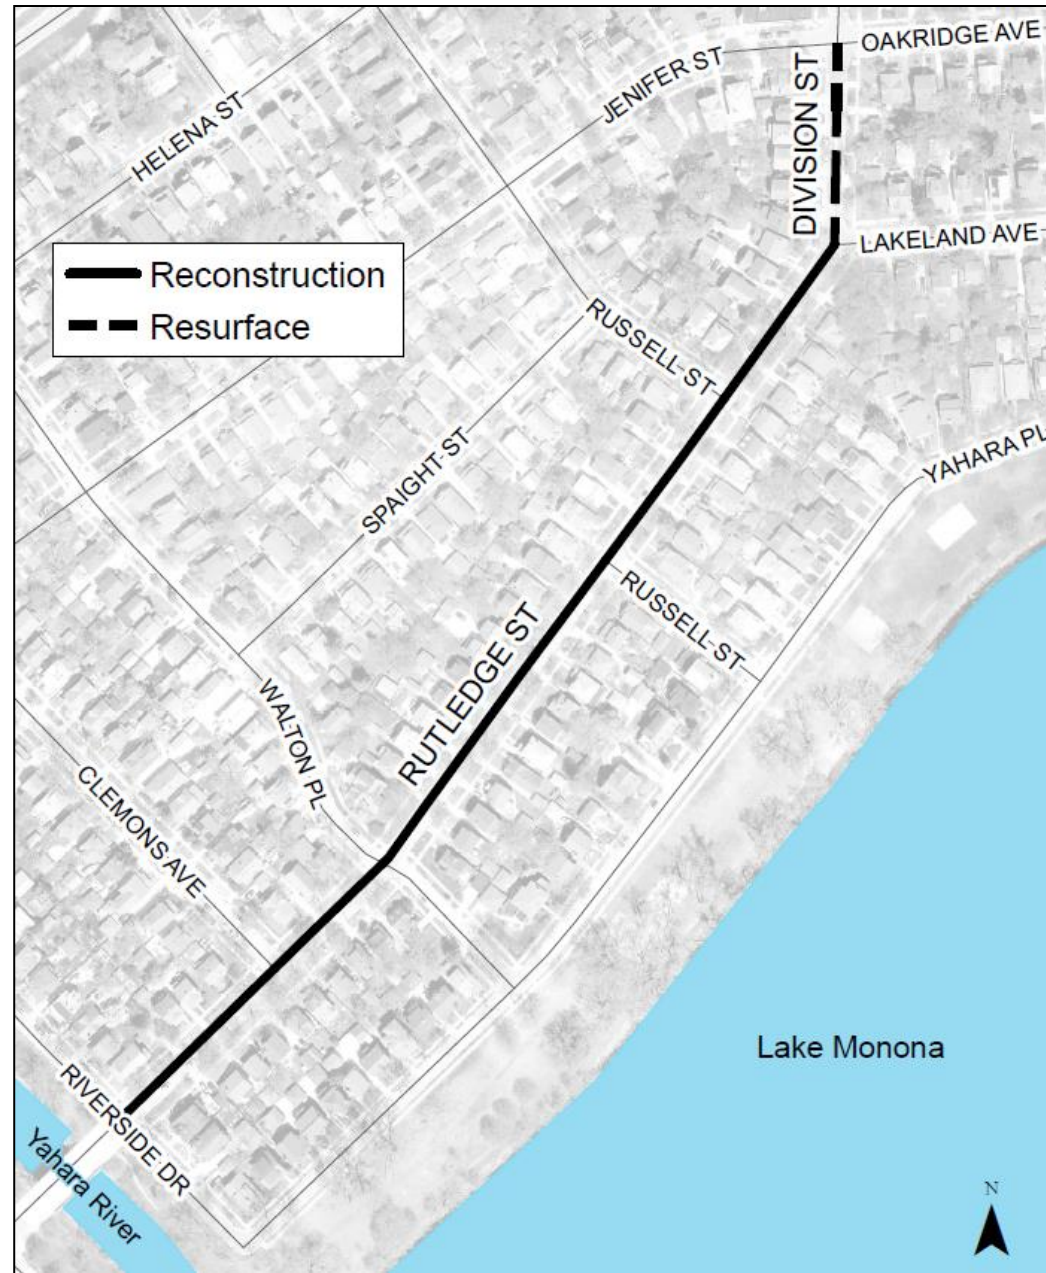 OAKRIDGE AVE
JENIFER ST
DIVISION ST
HELENA ST
LAKELAND AVE
Reconstruction
Resurface
RUSSELL ST
YAHARA PL
SPAIGHT ST
RUSSELL ST
RUTLEDGE ST
WALTON PL
CLEMONS AVE
Lake Monona
RIVERSIDE DR
Yahara River
N